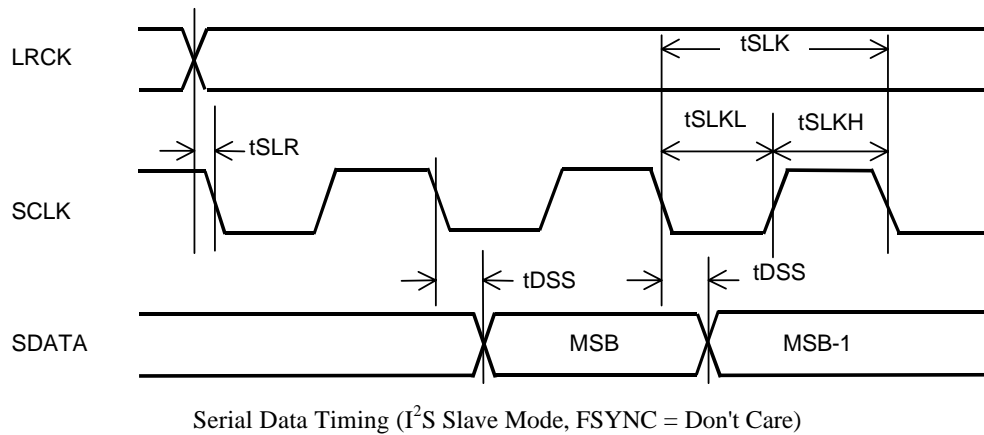 LRCK
tSLK
tSLKL
tSLKH
tSLR
SCLK
tDSS
tDSS
SDATA
MSB
MSB-1
Serial Data Timing (I²S Slave Mode, FSYNC = Don't Care)